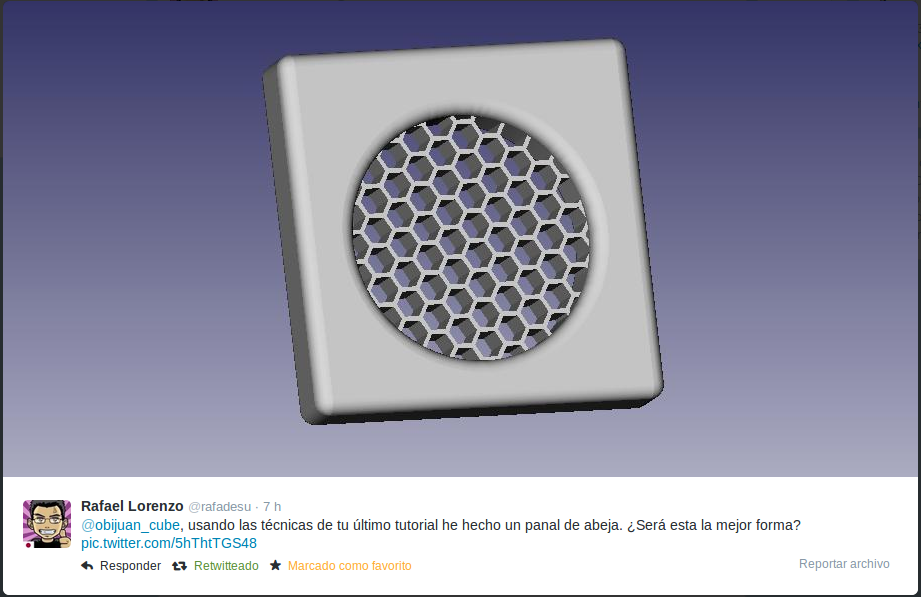 Rafael Lorenzo @rafadesu · 7 h
@obijuan_cube, usando las técnicas de tu último tutorial he hecho un panal de abeja. ¿Será esta la mejor forma?
pic.twitter.com/5hThtTGS48
Responder Retwitteado Marcado como favorito Reportar archivo